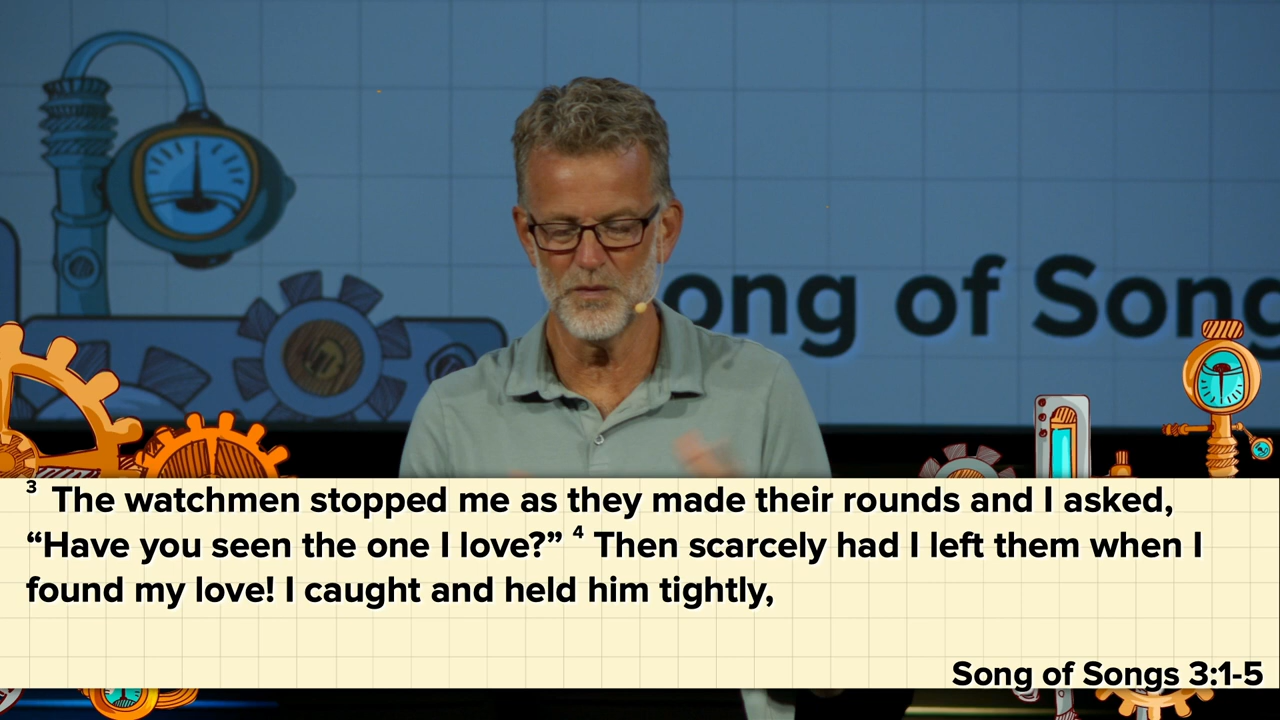 ong of Song
3 The watchmen stopped me as they made their rounds and I asked,
“Have you seen the one I love?” 4 Then scarcely had I left them when I
found my love! I caught and held him tightly,
Song of Songs 3:1-5